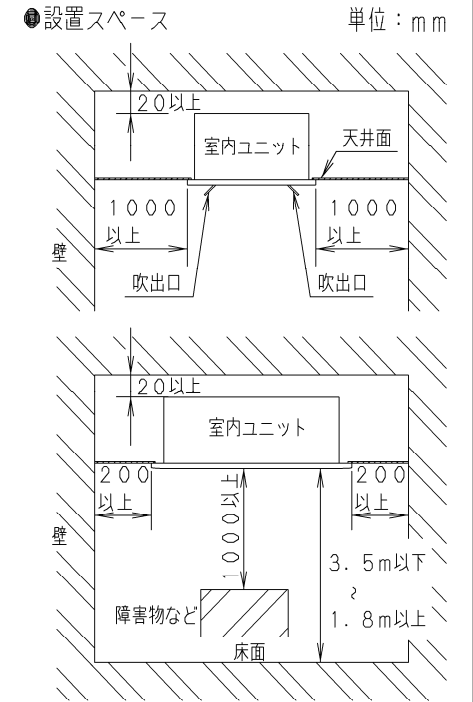 ●設置スペース
単位：mm
20以上
室内ユニット
天井面
1000
以上
1000
以上
壁
吹出口
吹出口
20以上
室内ユニット
200
以上
1000以下
200
以上
壁
3.5m以下
～
1.8m以上
障害物など
床面